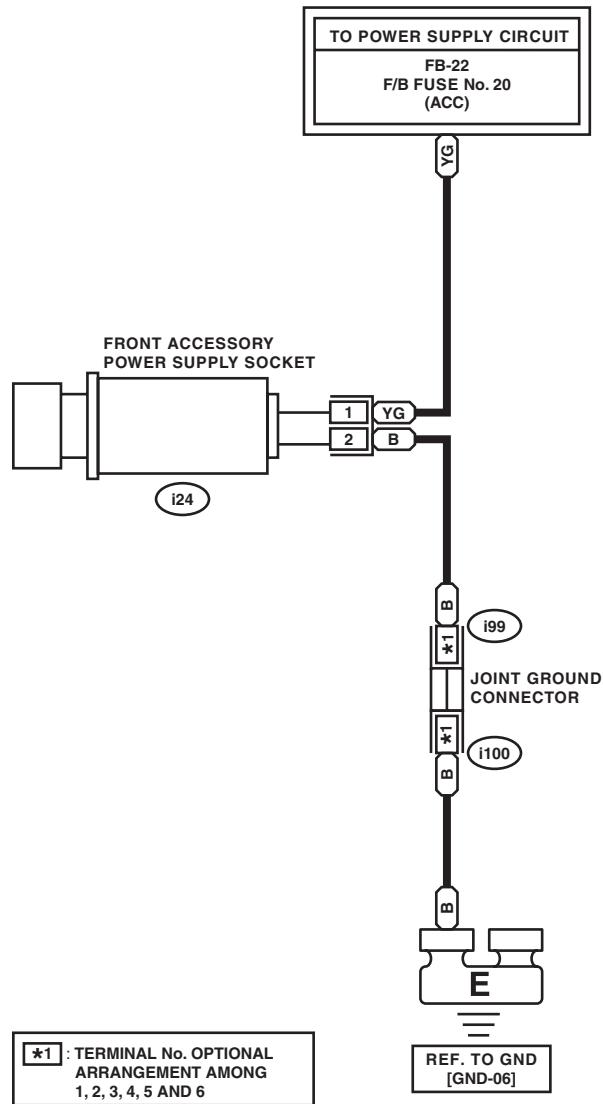 TO POWER SUPPLY CIRCUIT
FB-22
F/B FUSE No. 20
(ACC)
YG
FRONT ACCESSORY
POWER SUPPLY SOCKET
1
YG
2
B
i24
B
*1
i99
JOINT GROUND
CONNECTOR
*1
i100
B
B
E
*1 : TERMINAL No. OPTIONAL
ARRANGEMENT AMONG
1, 2, 3, 4, 5 AND 6
REF. TO GND
[GND-06]